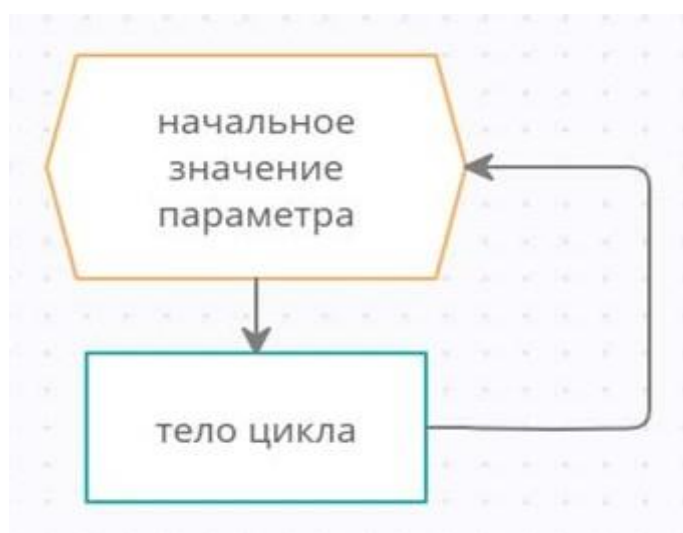 начальное
значение
параметра
тело цикла